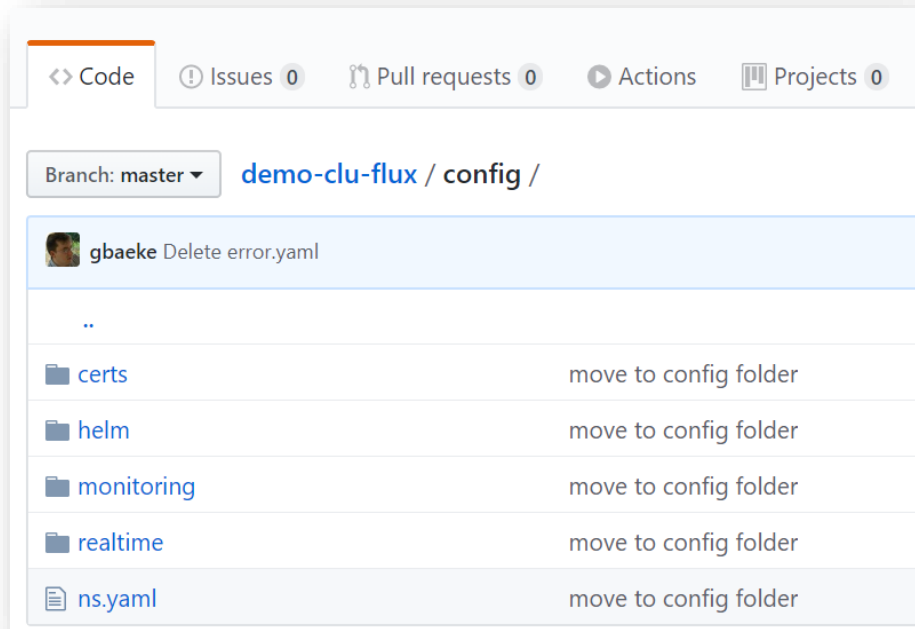 Code Issues 0 Pull requests 0 Actions Projects 0
Branch: master demo-clu-flux / config /
gbaeke Delete error.yaml
..
certs move to config folder
helm move to config folder
monitoring move to config folder
realtime move to config folder
ns.yaml move to config folder